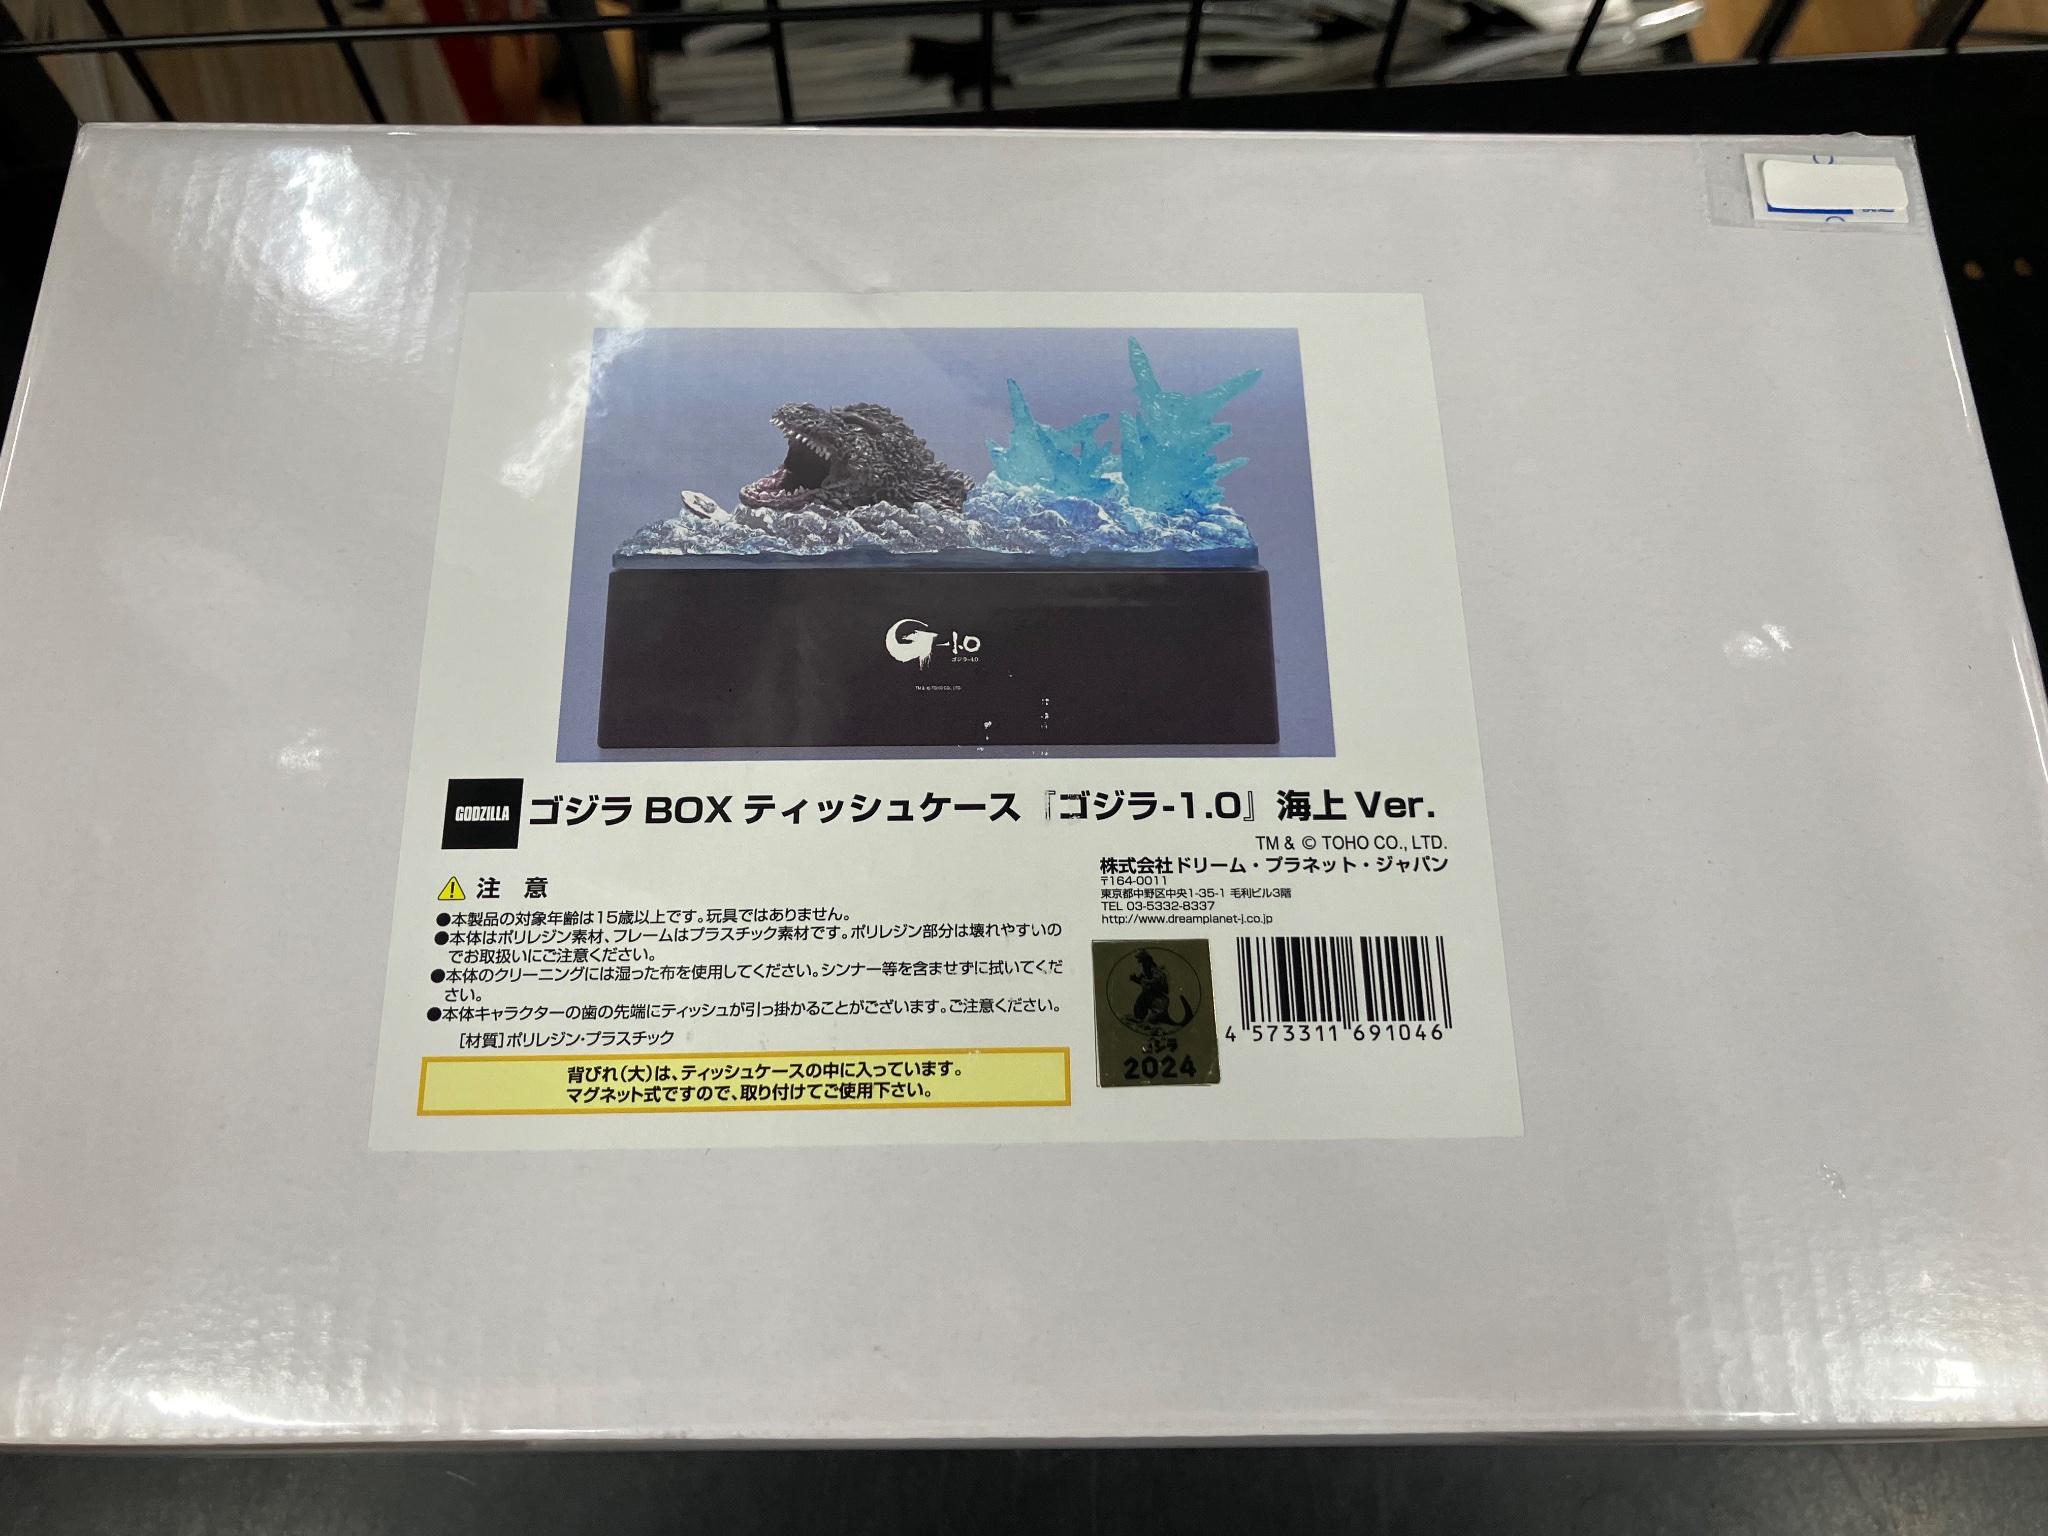 G-1.0
ゴジラ-1.0
TM & © TOHO CO., LTD.
GODZILLA
ゴジラ BOX ティッシュケース『ゴジラ-1.0』海上 Ver.
TM & © TOHO CO., LTD.
株式会社ドリーム・プラネット・ジャパン
〒164-0011
東京都中野区中央1-35-1 毛利ビル3階
TEL 03-5332-8337
http://www.dreamplanet-j.co.jp
注 意
●本製品の対象年齢は15歳以上です。玩具ではありません。
●本体はポリレジン素材、フレームはプラスチック素材です。ポリレジン部分は壊れやすいの
でお取扱いにご注意ください。
●本体のクリーニングには湿った布を使用してください。シンナー等を含ませずに拭いてくだ
さい。
●本体キャラクターの歯の先端にティッシュが引っ掛かることがございます。ご注意ください。
[材質]ポリレジン・プラスチック
背びれ(大)は、ティッシュケースの中に入っています。
マグネット式ですので、取り付けてご使用下さい。
ゴジラ
2024
4 573311 691046